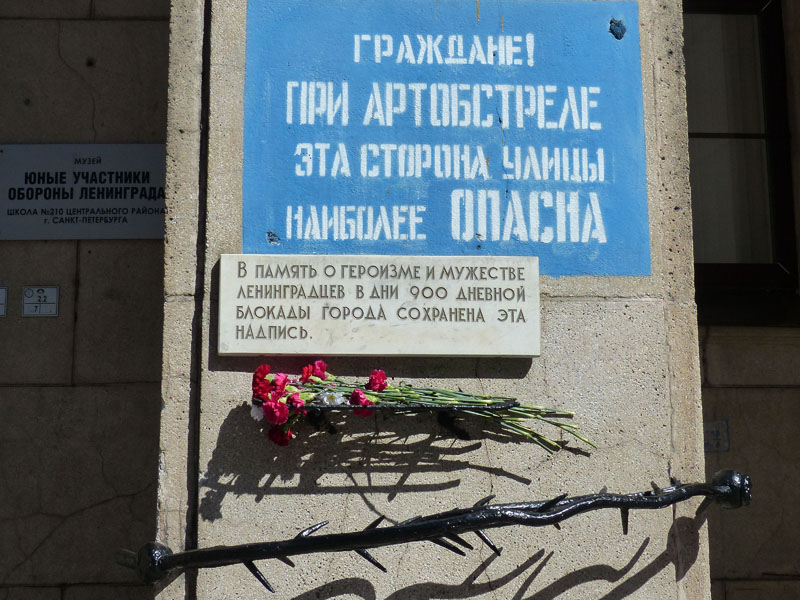 ГРАЖДАНЕ!
ПРИ АРТОБСТРЕЛЕ
ЭТА СТОРОНА УЛИЦЫ
НАИБОЛЕЕ ОПАСНА
В ПАМЯТЬ О ГЕРОИЗМЕ И МУЖЕСТВЕ
ЛЕНИНГРАДЦЕВ В ДНИ 900 ДНЕВНОЙ
БЛОКАДЫ ГОРОДА СОХРАНЕНА ЭТА
НАДПИСЬ.
МУЗЕЙ
ЮНЫЕ УЧАСТНИКИ
ОБОРОНЫ ЛЕНИНГРАДА
ШКОЛА №210 ЦЕНТРАЛЬНОГО РАЙОНА
г. САНКТ-ПЕТЕРБУРГА